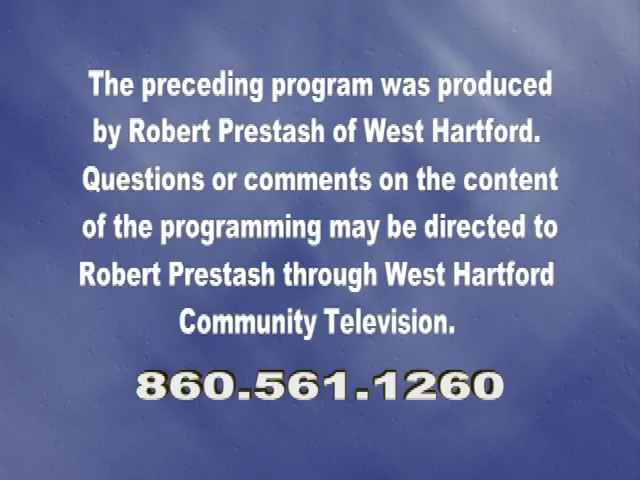 The preceding program was produced
by Robert Prestash of West Hartford.
Questions or comments on the content
of the programming may be directed to
Robert Prestash through West Hartford
Community Television.
860.561.1260